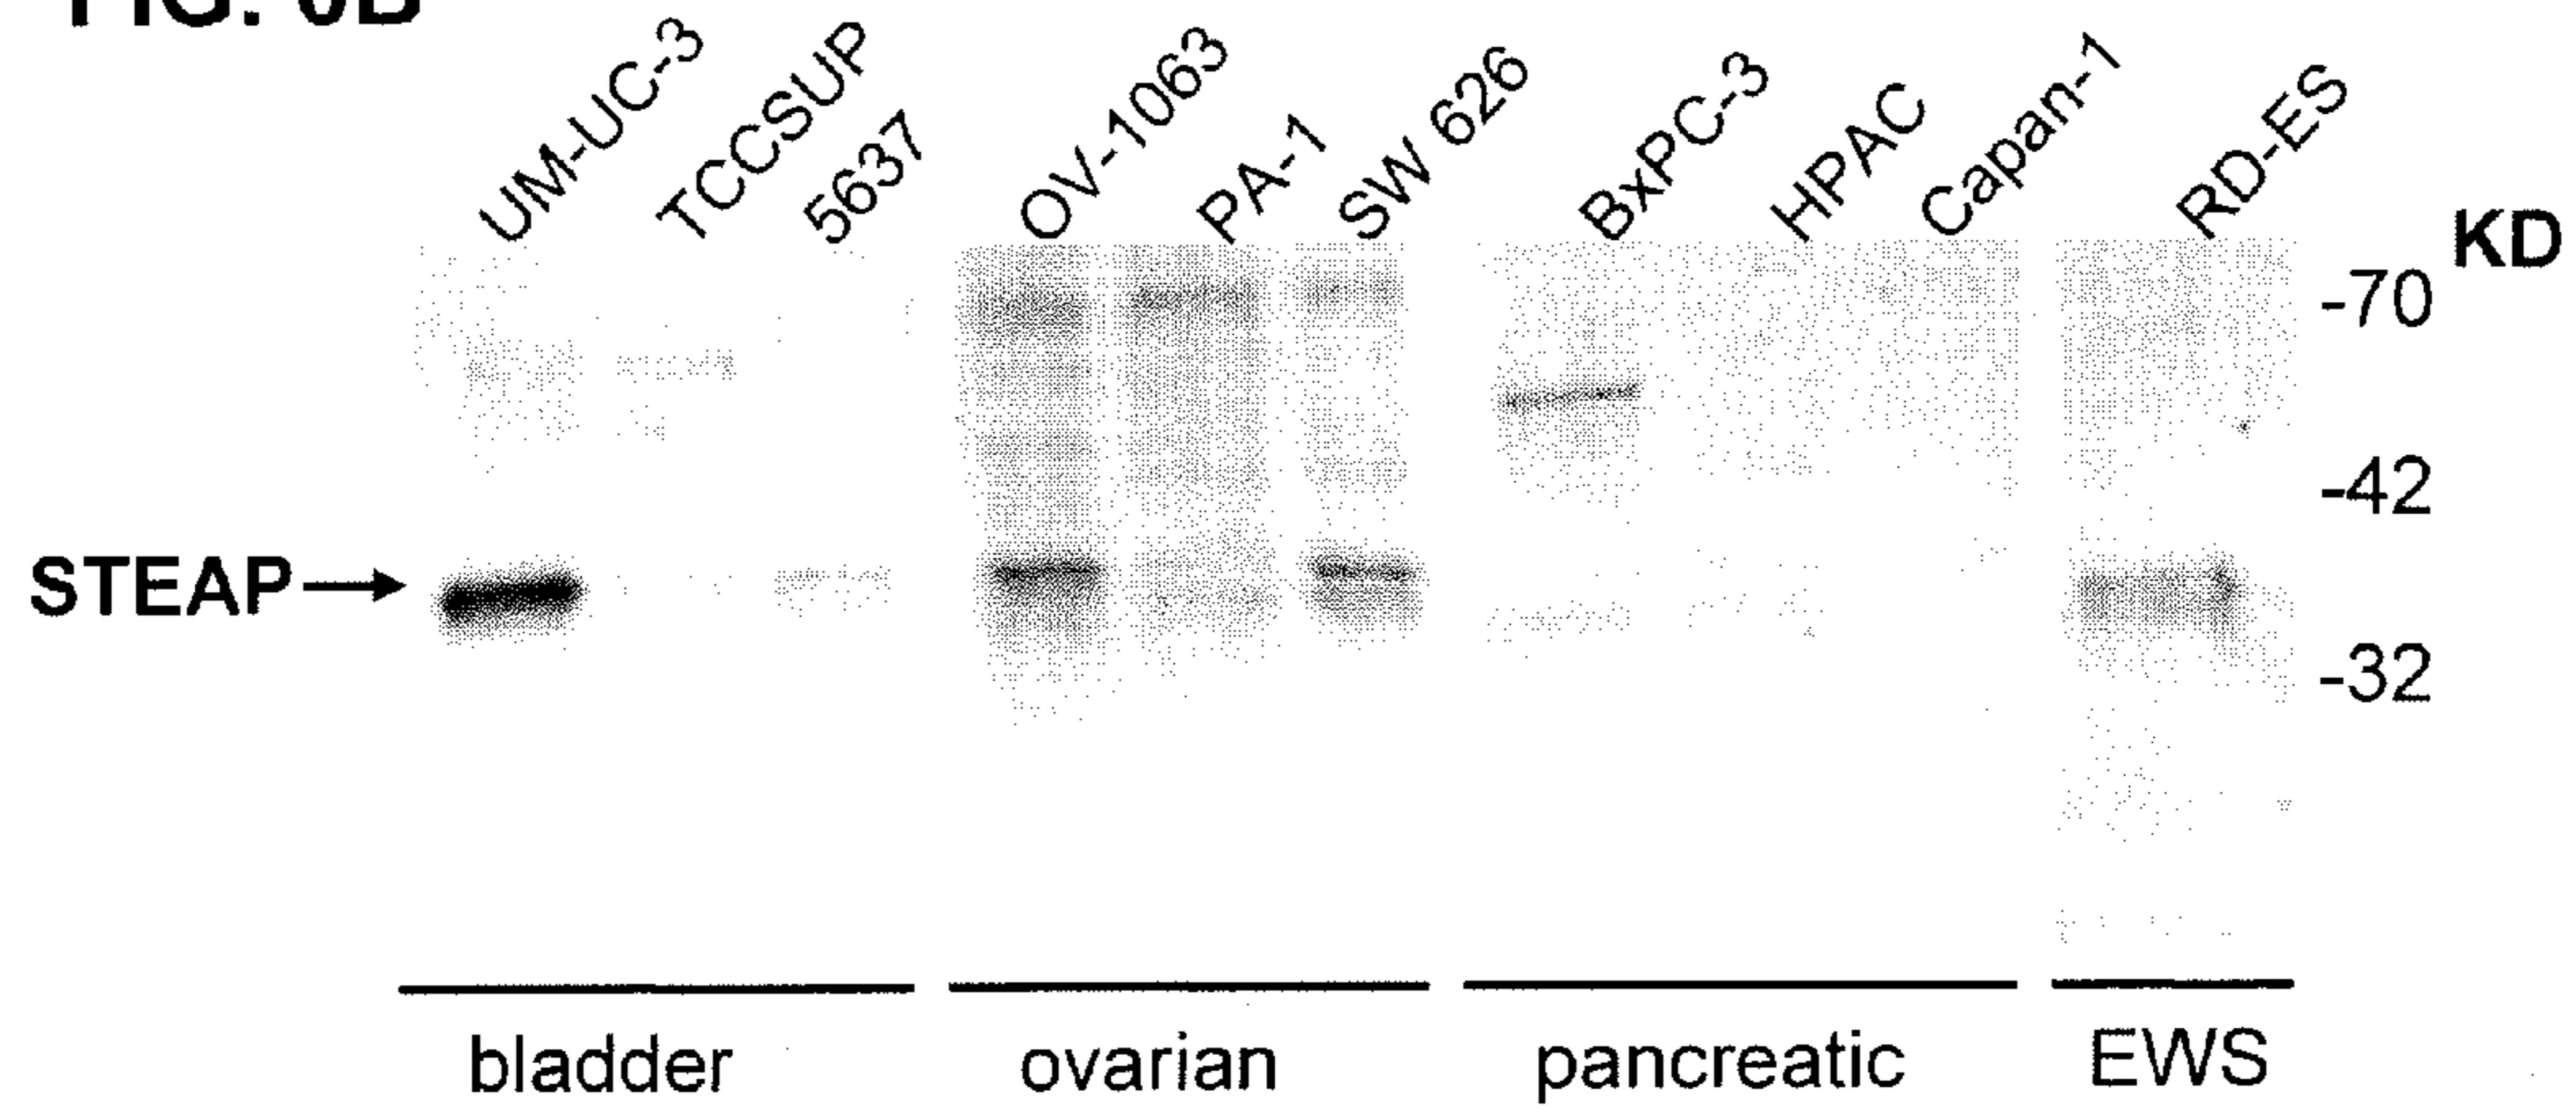 UM-UC-3
TCCSUP
5637
OV-1063
PA-1
SW 626
BxPC-3
HPAC
Capan-1
RD-ES
KD
-70
-42
STEAP
-32
bladder
ovarian
pancreatic
EWS